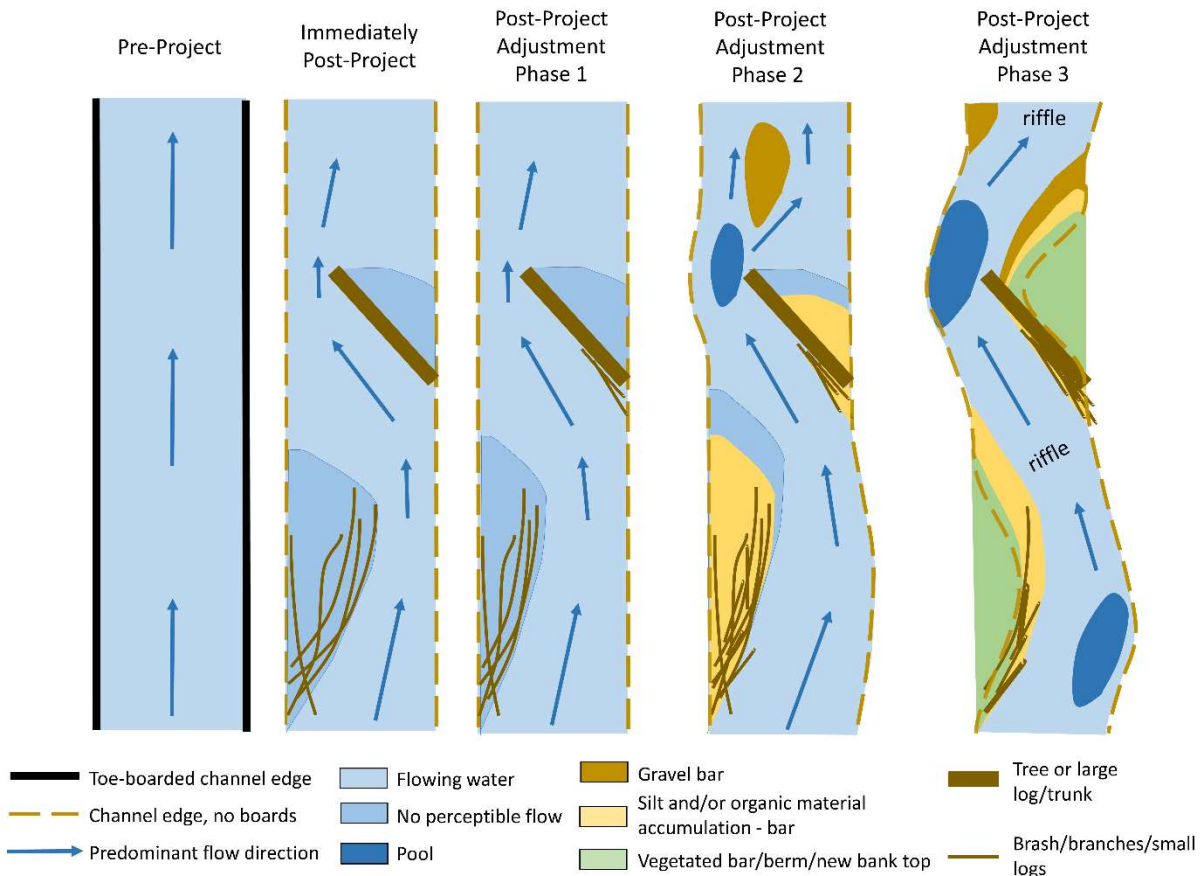 Pre-Project
Immediately
Post-Project
Post-Project
Adjustment
Phase 1
Post-Project
Adjustment
Phase 2
Post-Project
Adjustment
Phase 3
riffle
riffle
Toe-boarded channel edge
Channel edge, no boards
Predominant flow direction
Flowing water
No perceptible flow
Pool
Gravel bar
Silt and/or organic material
accumulation - bar
Vegetated bar/berm/new bank top
Tree or large
log/trunk
Brash/branches/small
logs